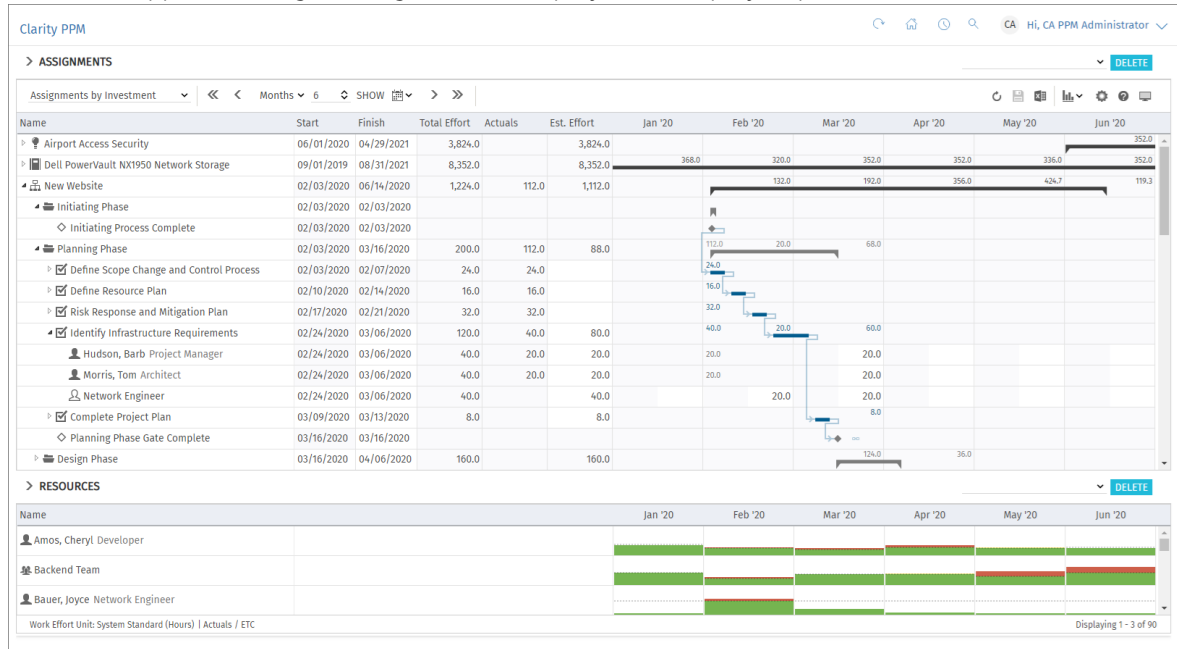 Clarity PPM CA Hi, CA PPM Administrator
ASSIGNMENTS DELETE
Assignments by Investment Months 6 SHOW
Name Start Finish Total Effort Actuals Est. Effort Jan '20 Feb '20 Mar '20 Apr '20 May '20 Jun '20
Airport Access Security 06/01/2020 04/29/2021 3,824.0 3,824.0 352.0
Dell PowerVault NX1950 Network Storage 09/01/2019 08/31/2021 8,352.0 8,352.0 368.0 320.0 352.0 352.0 336.0 352.0
New Website 02/03/2020 06/14/2020 1,224.0 112.0 1,112.0 132.0 192.0 356.0 424.7 119.3
Initiating Phase 02/03/2020 02/03/2020
Initiating Process Complete 02/03/2020 02/03/2020
Planning Phase 02/03/2020 03/16/2020 200.0 112.0 88.0 112.0 20.0 68.0
Define Scope Change and Control Process 02/03/2020 02/07/2020 24.0 24.0 24.0
Define Resource Plan 02/10/2020 02/14/2020 16.0 16.0 16.0
Risk Response and Mitigation Plan 02/17/2020 02/21/2020 32.0 32.0 32.0
Identify Infrastructure Requirements 02/24/2020 03/06/2020 120.0 40.0 80.0 40.0 20.0 60.0
Hudson, Barb Project Manager 02/24/2020 03/06/2020 40.0 20.0 20.0 20.0 20.0
Morris, Tom Architect 02/24/2020 03/06/2020 40.0 20.0 20.0 20.0 20.0
Network Engineer 02/24/2020 03/06/2020 40.0 40.0 20.0 20.0
Complete Project Plan 03/09/2020 03/13/2020 8.0 8.0 8.0
Planning Phase Gate Complete 03/16/2020 03/16/2020
Design Phase 03/16/2020 04/06/2020 160.0 160.0 124.0 36.0
RESOURCES DELETE
Name Jan '20 Feb '20 Mar '20 Apr '20 May '20 Jun '20
Amos, Cheryl Developer
Backend Team
Bauer, Joyce Network Engineer
Work Effort Unit: System Standard (Hours) | Actuals / ETC Displaying 1 - 3 of 90